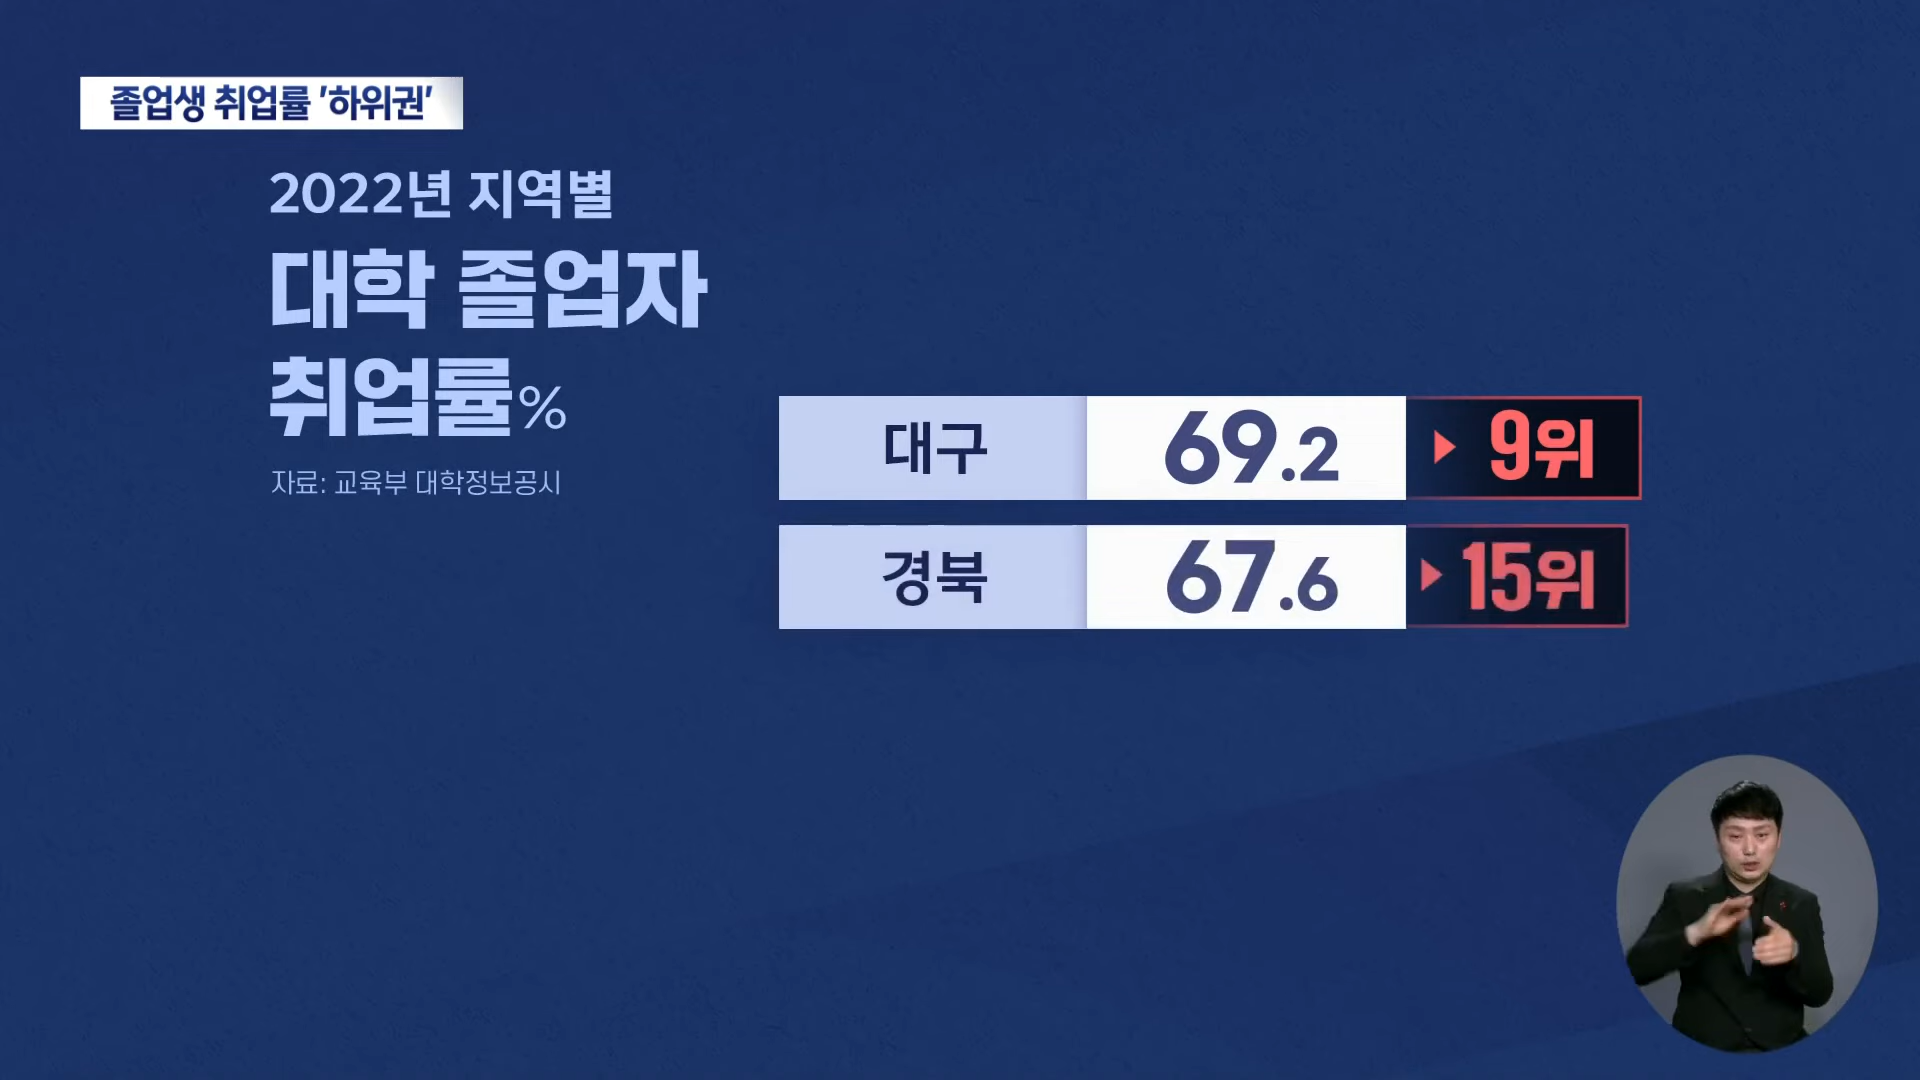 졸업생 취업률 '하위권'
2022년 지역별
대학 졸업자
취업률%
자료: 교육부 대학정보공시
대구 69.2 ▶ 9위
경북 67.6 ▶ 15위